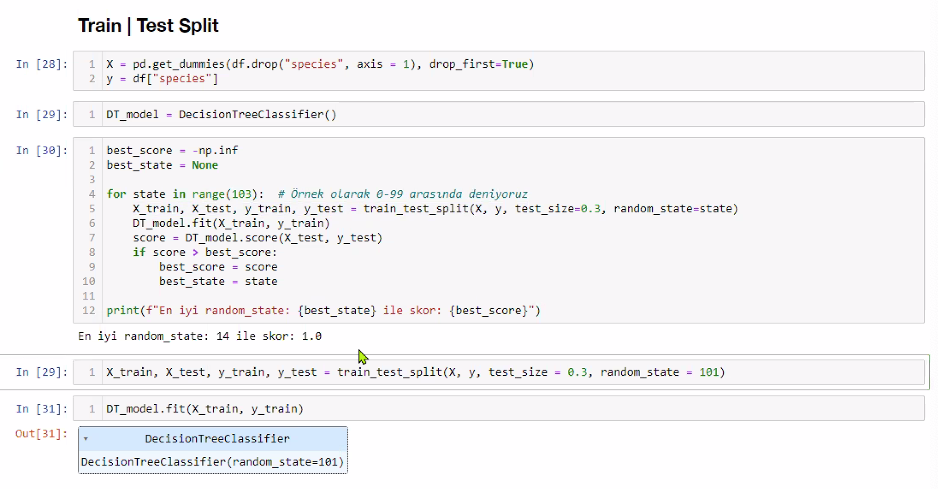 Train | Test Split
In [28]:
1 X = pd.get_dummies(df.drop("species", axis = 1), drop_first=True)
2 y = df["species"]
In [29]:
1 DT_model = DecisionTreeClassifier()
In [30]:
1 best_score = -np.inf
2 best_state = None
3
4 for state in range(103):  # Örnek olarak 0-99 arasında deniyoruz
5     X_train, X_test, y_train, y_test = train_test_split(X, y, test_size=0.3, random_state=state)
6     DT_model.fit(X_train, y_train)
7     score = DT_model.score(X_test, y_test)
8     if score > best_score:
9         best_score = score
10         best_state = state
11
12 print(f"En iyi random_state: {best_state} ile skor: {best_score}")
En iyi random_state: 14 ile skor: 1.0
In [29]:
1 X_train, X_test, y_train, y_test = train_test_split(X, y, test_size = 0.3, random_state = 101)
In [31]:
1 DT_model.fit(X_train, y_train)
Out[31]:
DecisionTreeClassifier
DecisionTreeClassifier(random_state=101)